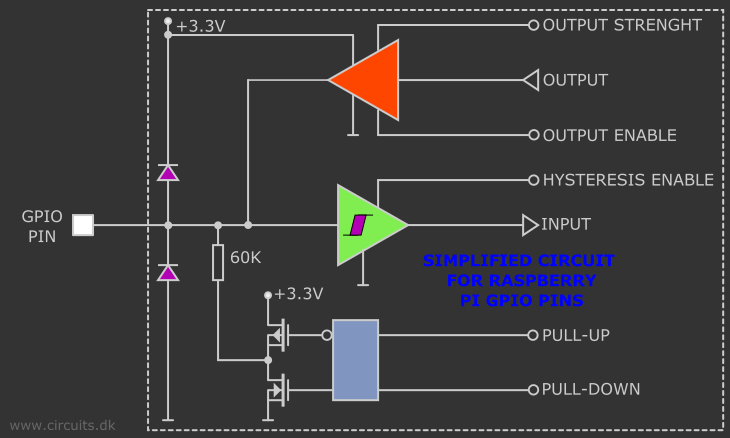 +3.3V
OUTPUT STRENGHT
OUTPUT
OUTPUT ENABLE
HYSTERESIS ENABLE
GPIO
PIN
INPUT
60K
SIMPLIFIED CIRCUIT
FOR RASPBERRY
PI GPIO PINS
+3.3V
PULL-UP
PULL-DOWN
www.circuits.dk